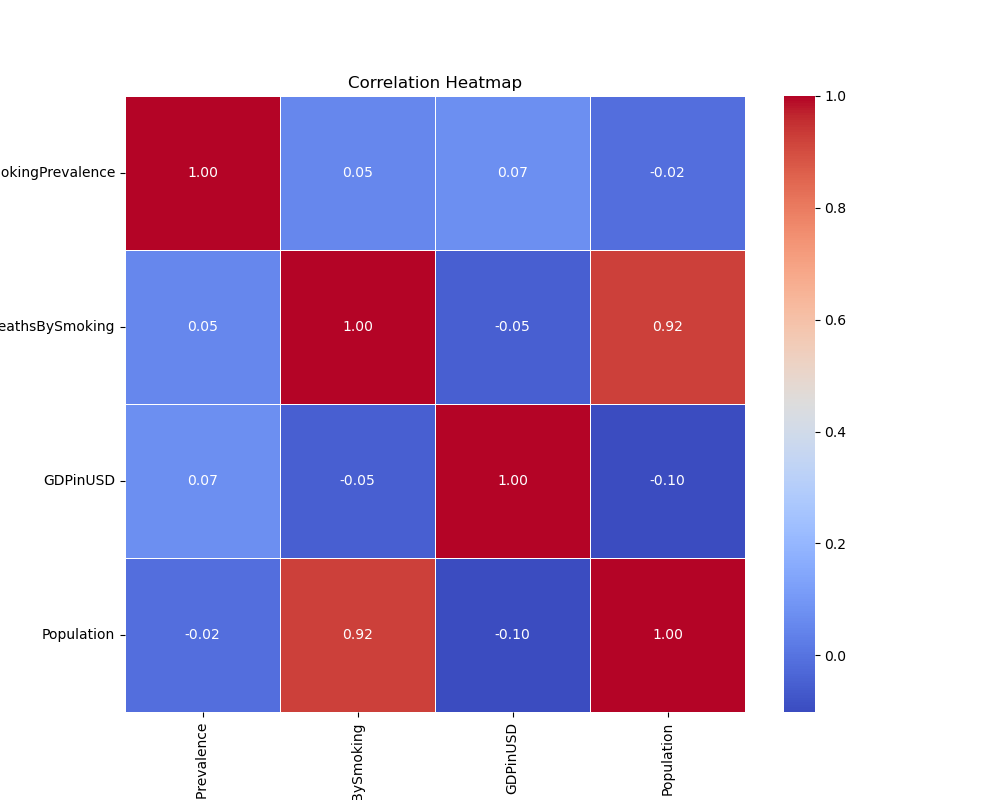 Correlation Heatmap
okingPrevalence 1.00 0.05 0.07 -0.02
eathsBySmoking 0.05 1.00 -0.05 0.92
GDPinUSD 0.07 -0.05 1.00 -0.10
Population -0.02 0.92 -0.10 1.00
Prevalence BySmoking GDPinUSD Population
1.0
0.8
0.6
0.4
0.2
0.0